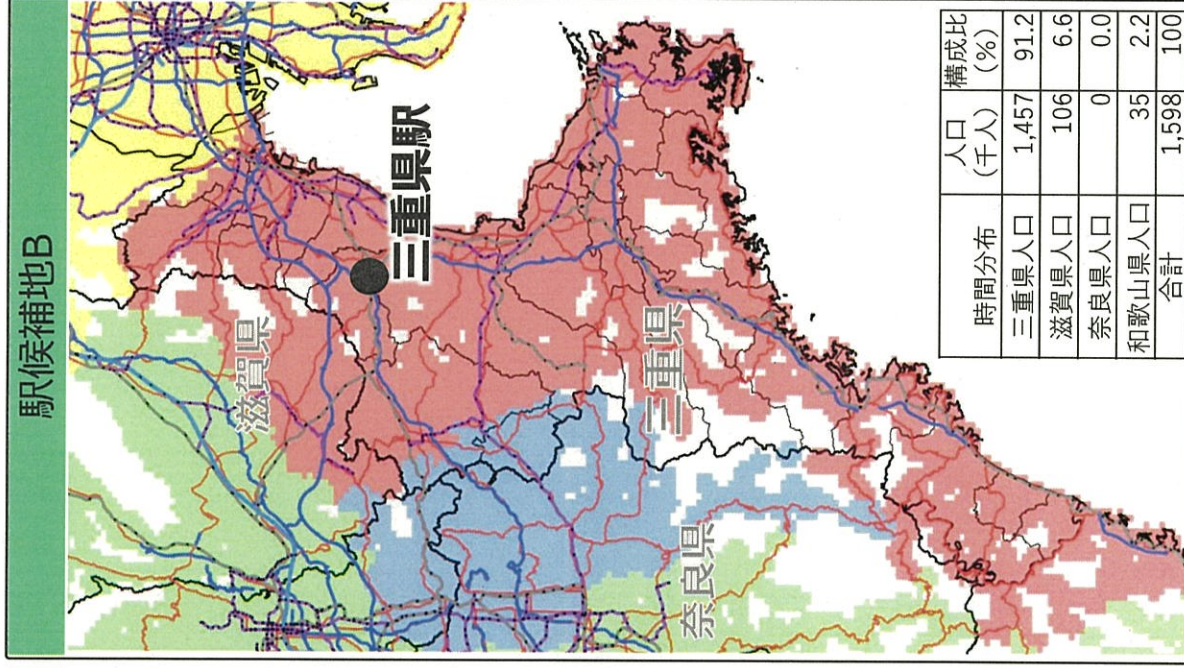 駅候補地B
滋賀県
三重県駅
三重県
奈良県
時間分布 人口(千人) 構成比(%)
三重県人口 1,457 91.2
滋賀県人口 106 6.6
奈良県人口 0 0.0
和歌山県人口 35 2.2
合計 1,598 100